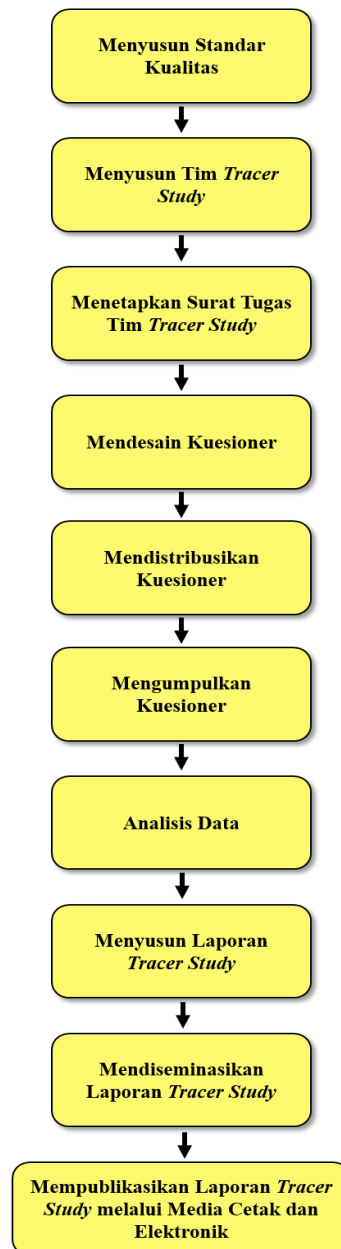 Menyusun Standar
Kualitas
Menyusun Tim Tracer
Study
Menetapkan Surat Tugas
Tim Tracer Study
Mendesain Kuesioner
Mendistribusikan
Kuesioner
Mengumpulkan
Kuesioner
Analisis Data
Menyusun Laporan
Tracer Study
Mendiseminasikan
Laporan Tracer Study
Mempublikasikan Laporan Tracer
Study melalui Media Cetak dan
Elektronik